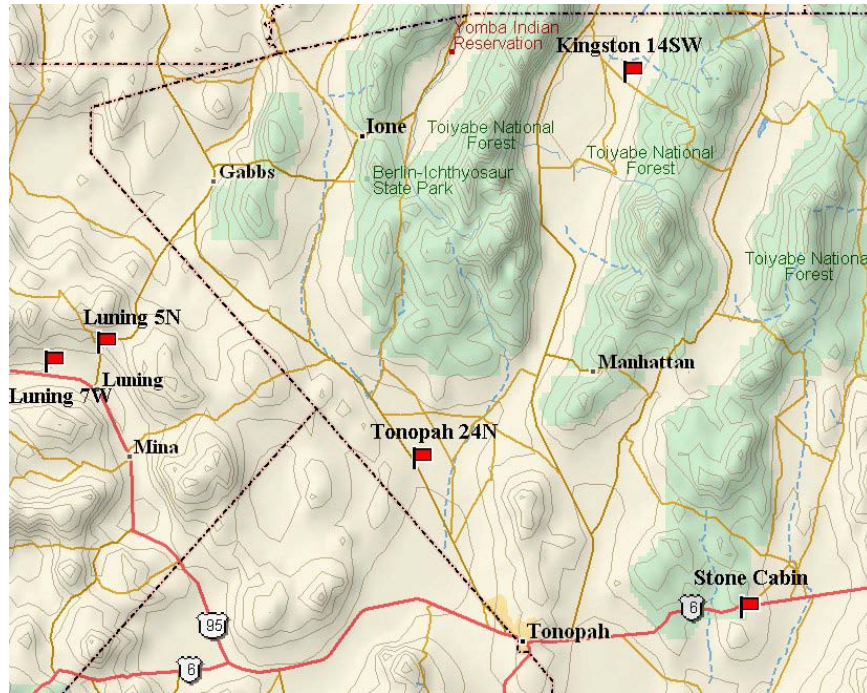 Yomba Indian
Reservation
Kingston 14SW
Ione
Toiyabe National
Forest
Toiyabe National
Forest
Gabbs
Berlin-Ichthyosaur
State Park
Toiyabe National
Forest
Luning 5N
Manhattan
Luning
Luning 7W
Tonopah 24N
Mina
Stone Cabin
6
95
Tonopah
6